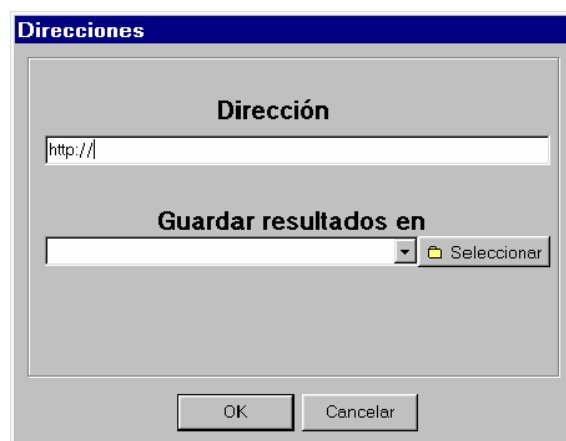 Direcciones
Dirección
http://
Guardar resultados en
Seleccionar
OK
Cancelar